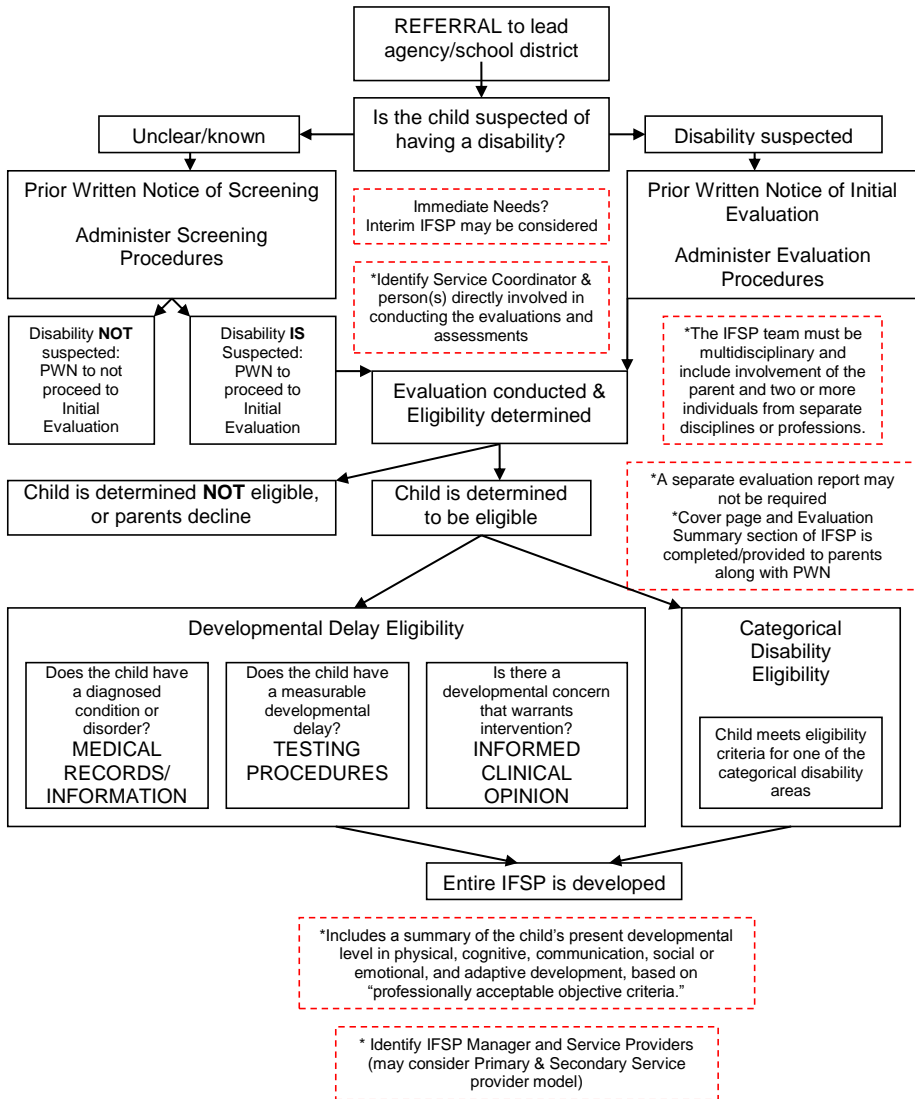 REFERRAL to lead
agency/school district
Is the child suspected of
having a disability?
Unclear/known
Disability suspected
Prior Written Notice of Screening
Administer Screening
Procedures
Immediate Needs?
Interim IFSP may be considered
Prior Written Notice of Initial
Evaluation
Administer Evaluation
Procedures
*Identify Service Coordinator &
person(s) directly involved in
conducting the evaluations and
assessments
Disability NOT
suspected:
PWN to not
proceed to
Initial
Evaluation
Disability IS
Suspected:
PWN to
proceed to
Initial
Evaluation
Evaluation conducted &
Eligibility determined
*The IFSP team must be
multidisciplinary and
include involvement of the
parent and two or more
individuals from separate
disciplines or professions.
Child is determined NOT eligible,
or parents decline
Child is determined
to be eligible
*A separate evaluation report may
not be required
*Cover page and Evaluation
Summary section of IFSP is
completed/provided to parents
along with PWN
Developmental Delay Eligibility
Does the child have
a diagnosed
condition or
disorder?
MEDICAL
RECORDS/
INFORMATION
Does the child have
a measurable
developmental
delay?
TESTING
PROCEDURES
Is there a
developmental concern
that warrants
intervention?
INFORMED
CLINICAL
OPINION
Categorical
Disability
Eligibility
Child meets eligibility
criteria for one of the
categorical disability
areas
Entire IFSP is developed
*Includes a summary of the child's present developmental
level in physical, cognitive, communication, social or
emotional, and adaptive development, based on
“professionally acceptable objective criteria.”
* Identify IFSP Manager and Service Providers
(may consider Primary & Secondary Service
provider model)